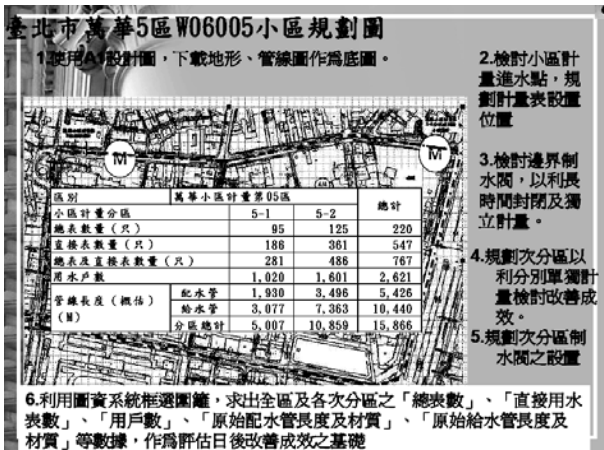 臺北市萬華5區W06005小區規劃圖
1.使用A1設計圖，下載地形、管線圖作為底圖。
2.檢討小區計
量進水點，規
劃計量表設置
位置
3.檢討邊界制
水閥，以利長
時間封閉及獨
立計量。
4.規劃次分區以
利分別單獨計
量檢討改善成
效。
5.規劃次分區制
水閥之設置
M M
區別 萬華小區計量第05區 總計
小區計量分區 5-1 5-2
總表數量（只） 95 125 220
直接表數量（只） 186 361 547
總表及直接表數量（只） 281 486 767
用水戶數 1,020 1,601 2,621
管線長度（概估）（M） 配水管 1,930 3,496 5,426
給水管 3,077 7,363 10,440
分區總計 5,007 10,859 15,866
6.利用圖資系統框選圍籬，求出全區及各次分區之「總表數」、「直接用水
表數」、「用戶數」、「原始配水管長度及材質」、「原始給水管長度及
材質」等數據，作為評估日後改善成效之基礎